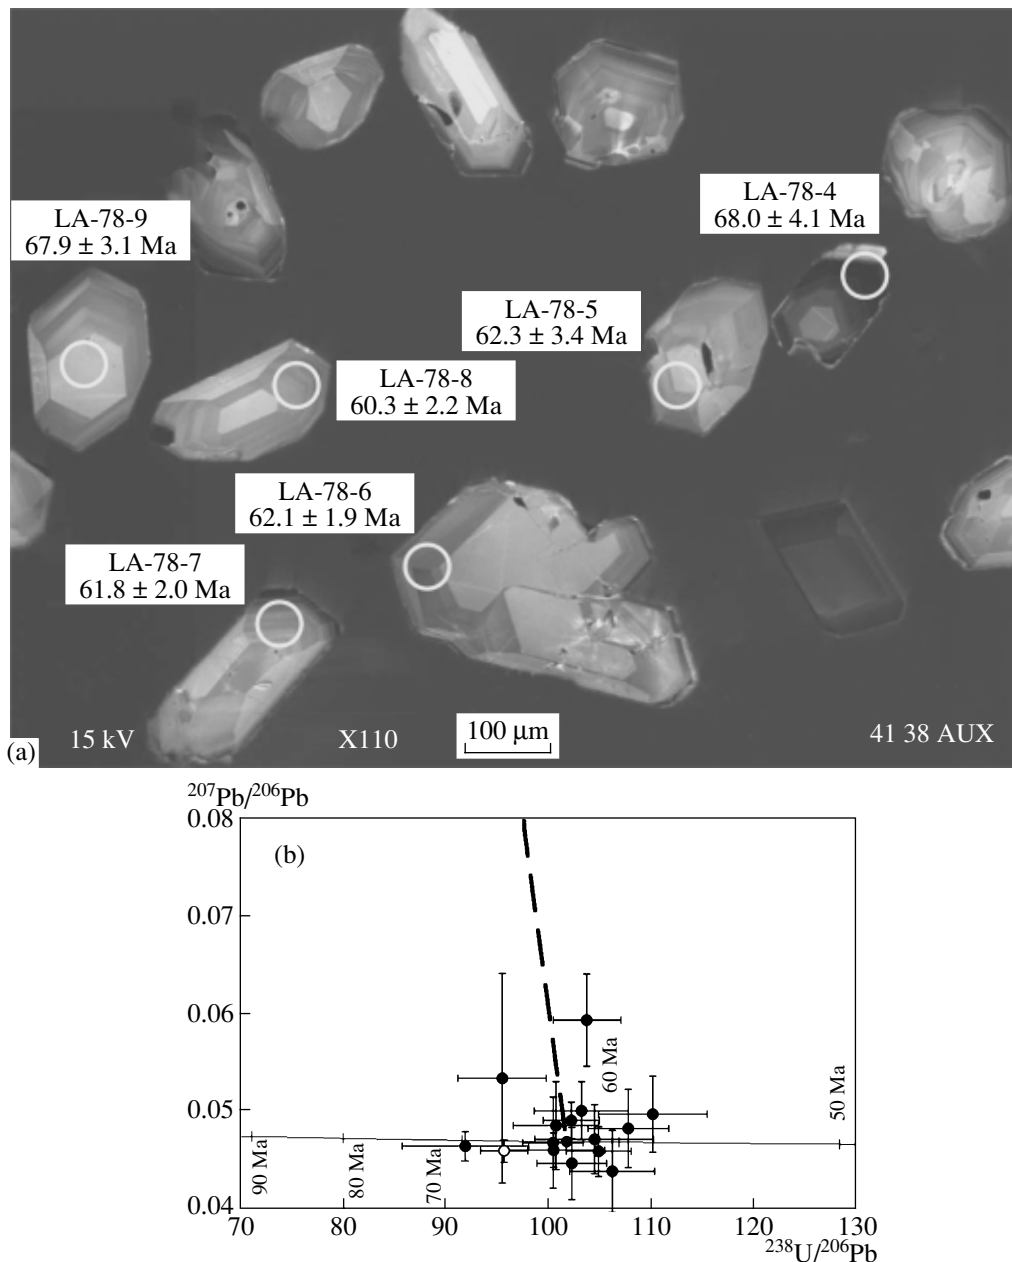 LA-78-4
68.0 ± 4.1 Ma
LA-78-9
67.9 ± 3.1 Ma
LA-78-5
62.3 ± 3.4 Ma
LA-78-8
60.3 ± 2.2 Ma
LA-78-6
62.1 ± 1.9 Ma
LA-78-7
61.8 ± 2.0 Ma
(a)
15 kV
X110
100 µm
41 38 AUX
²⁰⁷Pb/²⁰⁶Pb
0.08
(b)
0.07
0.06
60 Ma
50 Ma
0.05
90 Ma
80 Ma
70 Ma
0.04
70 80 90 100 110 120 130
²³⁸U/²⁰⁶Pb